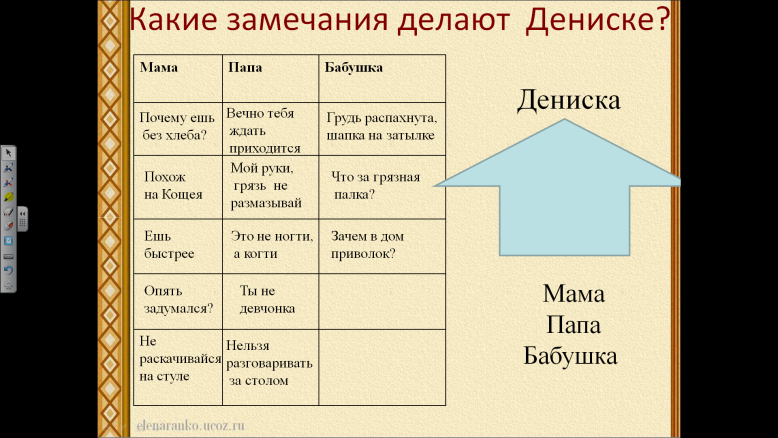 Какие замечания делают Дениске?
Мама Папа Бабушка
Почему ешь
без хлеба?
Вечно тебя
ждать
приходится
Грудь распахнута,
шапка на затылке
Похож
на Кощея
Мой руки,
грязь не
размазывай
Что за грязная
палка?
Ешь
быстрее
Это не ногти,
а когти
Зачем в дом
приволок?
Опять
задумался?
Ты не
девчонка
Не
раскачивайся
на стуле
Нельзя
разговаривать
за столом
Дениска
Мама
Папа
Бабушка
elenaranko.ucoz.ru